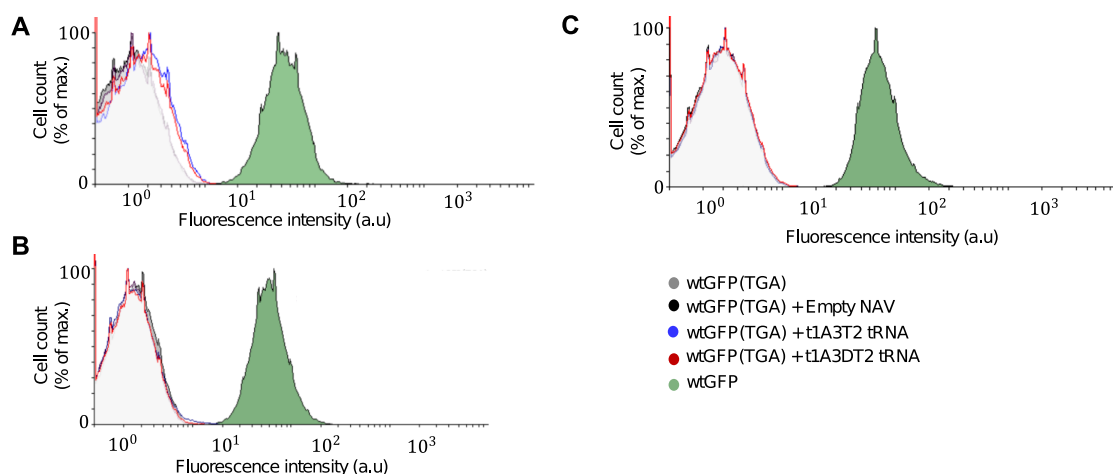 A
Cell count
(% of max.)
100
0
10⁰
10¹
10²
10³
Fluorescence intensity (a.u)
B
Cell count
(% of max.)
100
0
10⁰
10¹
10²
10³
Fluorescence intensity (a.u)
C
Cell count
(% of max.)
100
0
10⁰
10¹
10²
10³
Fluorescence intensity (a.u)
wtGFP(TGA)
wtGFP(TGA) +Empty NAV
wtGFP(TGA) +t1A3T2 tRNA
wtGFP(TGA) +t1A3DT2 tRNA
wtGFP